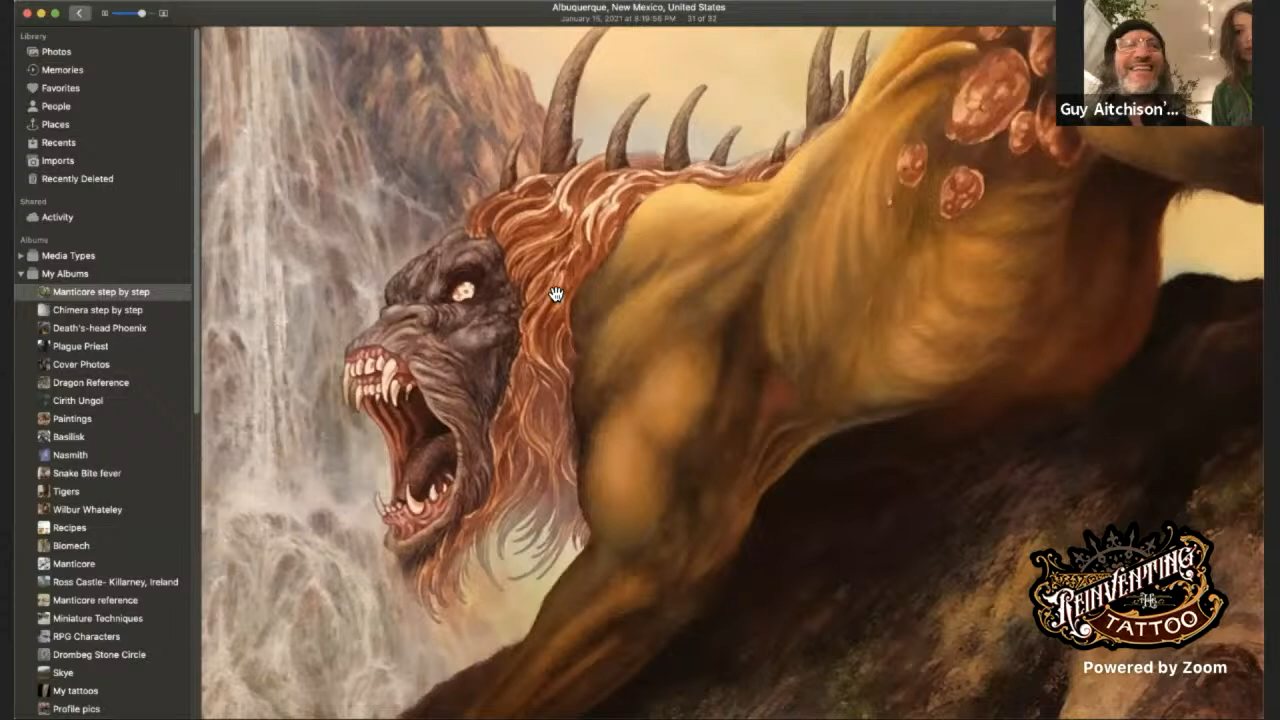 Albuquerque, New Mexico, United States
January 15, 2021 at 8:19:56 PM 31 of 32
Library
Photos
Memories
Favorites
People
Places
Recents
Imports
Recently Deleted
Shared
Activity
Albums
Media Types
My Albums
Manticore step by step
Chimera step by step
Death's-head Phoenix
Plague Priest
Cover Photos
Dragon Reference
Cirith Ungol
Paintings
Basilisk
Nasmith
Snake Bite fever
Tigers
Wilbur Whateley
Recipes
Biomech
Manticore
Ross Castle- Killarney, Ireland
Manticore reference
Miniature Techniques
RPG Characters
Drombeg Stone Circle
Skye
My tattoos
Profile pics
Guy Aitchison'...
REINVENTING
THE
TATTOO
Powered by Zoom